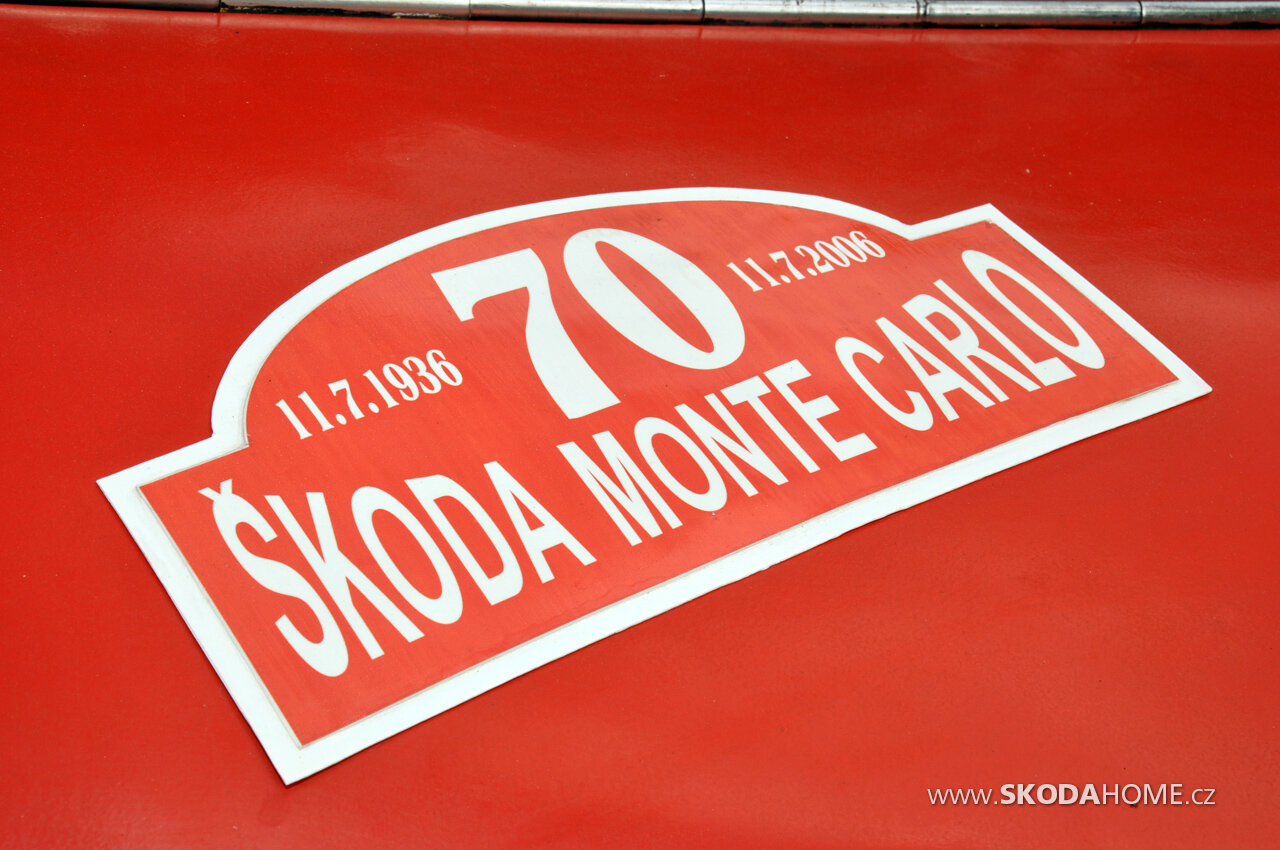 70
11.7.1936
11.7.2006
ŠKODA MONTE CARLO
www.SKODAHOME.cz